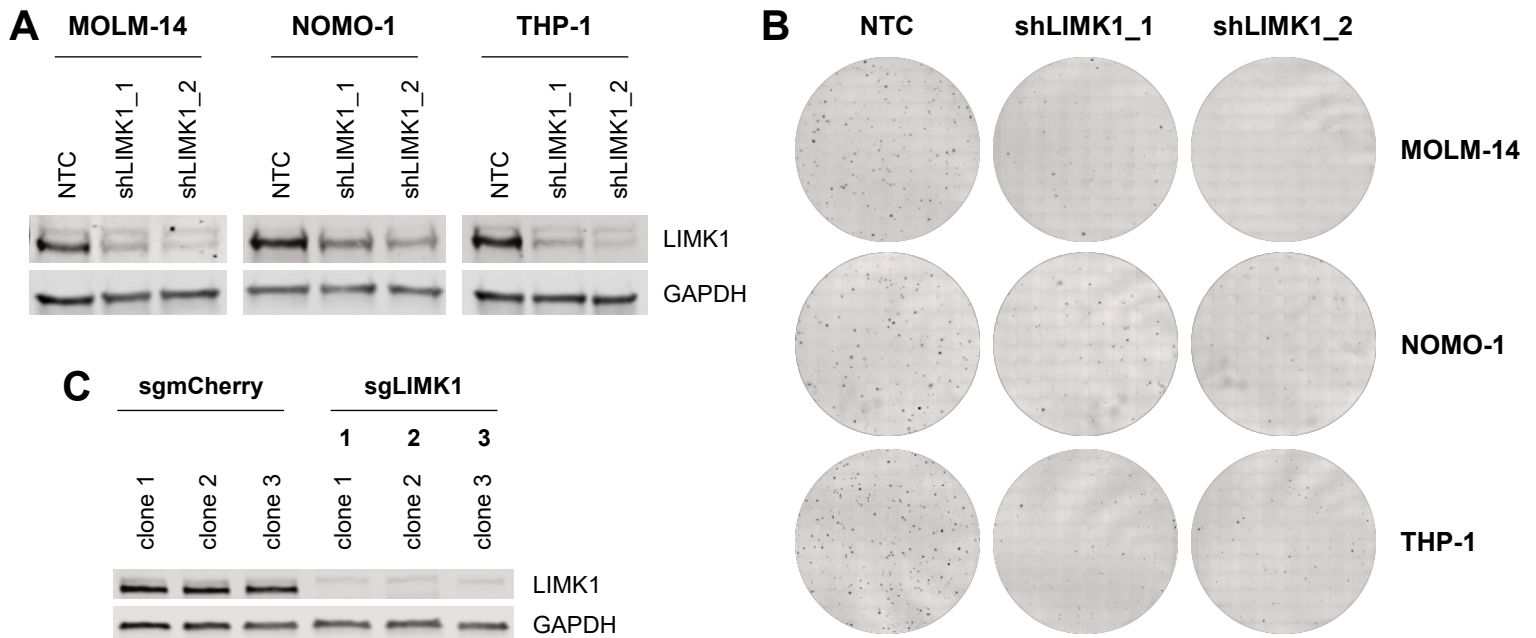 A
MOLM-14 NOMO-1 THP-1
NTC shLIMK1_1 shLIMK1_2 NTC shLIMK1_1 shLIMK1_2 NTC shLIMK1_1 shLIMK1_2
LIMK1
GAPDH
B
NTC shLIMK1_1 shLIMK1_2
MOLM-14
NOMO-1
THP-1
C
sgmCherry sgLIMK1
1 2 3
clone 1 clone 2 clone 3 clone 1 clone 2 clone 3
LIMK1
GAPDH